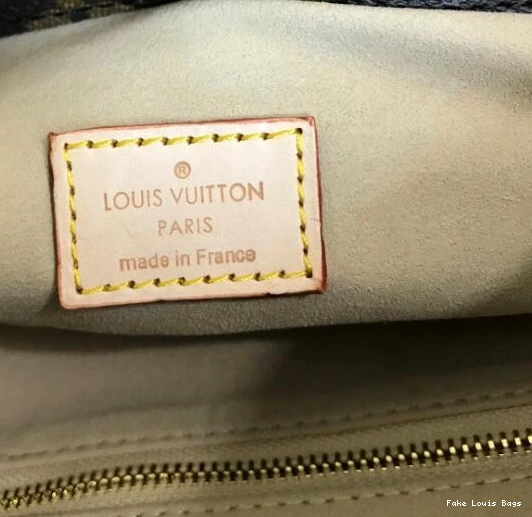 ®
LOUIS VUITTON
PARIS
made in France
Fake Louis Bags